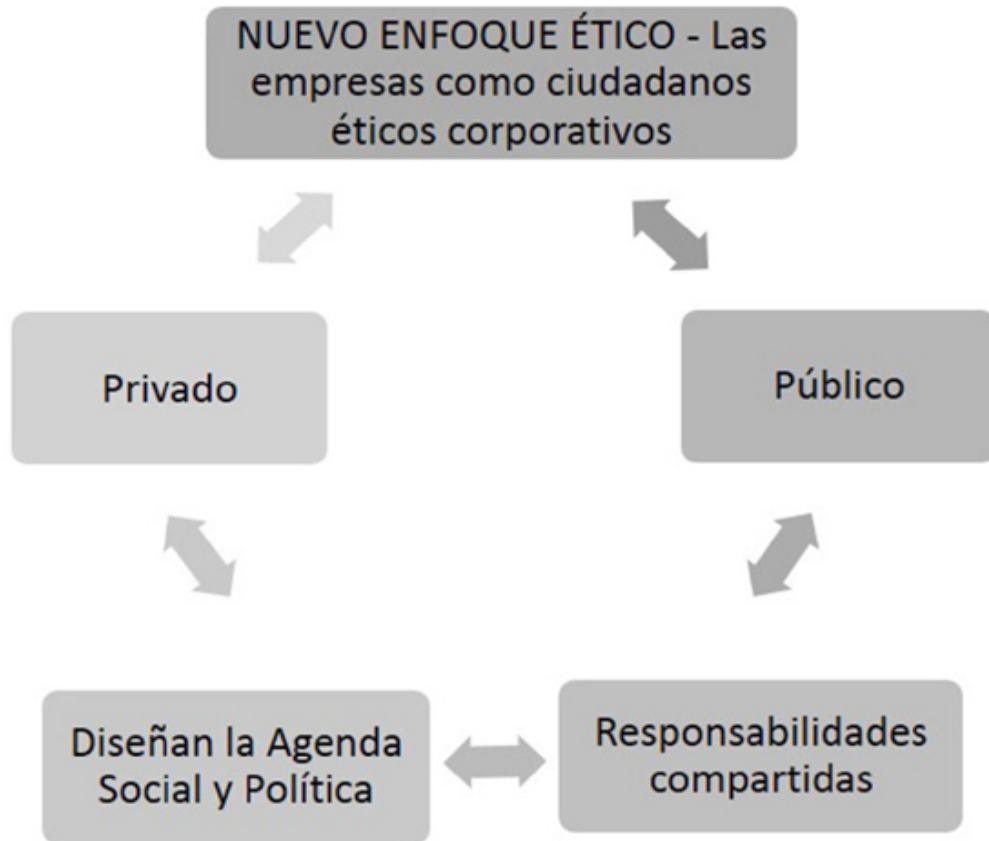 NUEVO ENFOQUE ÉTICO - Las
empresas como ciudadanos
éticos corporativos
Privado
Público
Diseñan la Agenda
Social y Política
Responsabilidades
compartidas